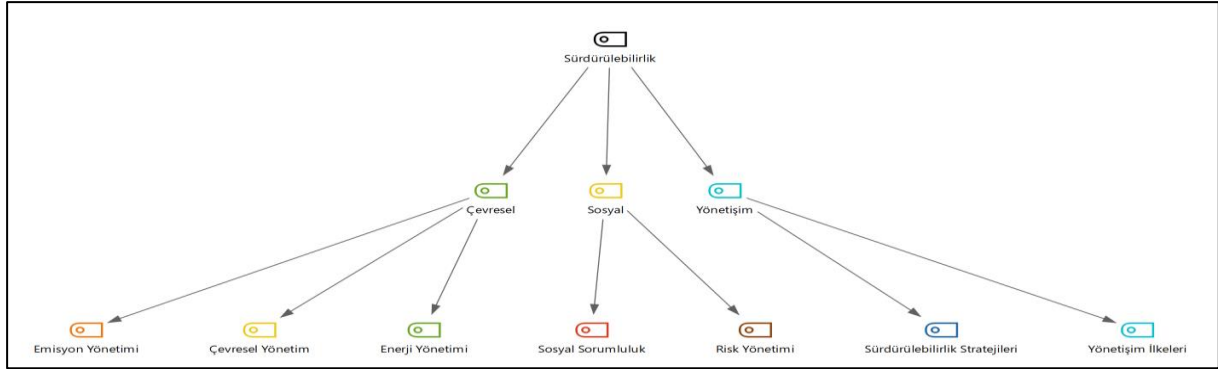 Sürdürülebilirlik
Çevresel
Sosyal
Yönetişim
Emisyon Yönetimi
Çevresel Yönetim
Enerji Yönetimi
Sosyal Sorumluluk
Risk Yönetimi
Sürdürülebilirlik Stratejileri
Yönetişim İlkeleri